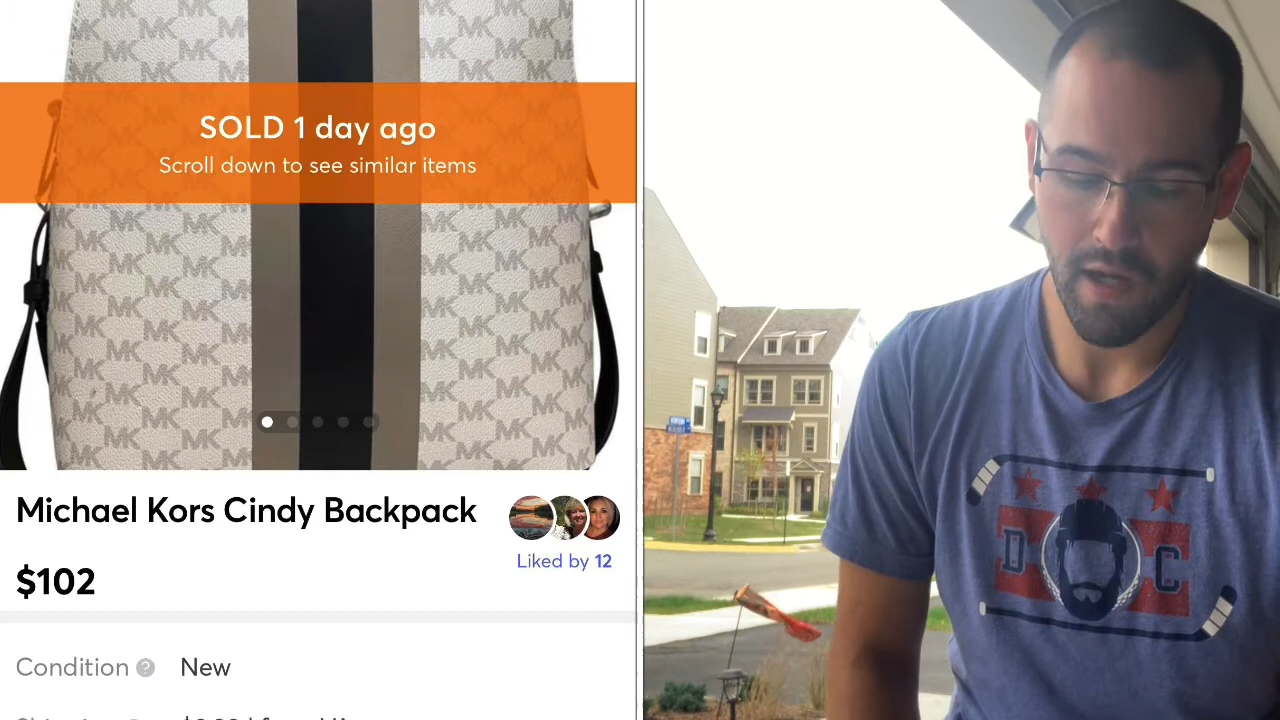 SOLD 1 day ago
Scroll down to see similar items
Michael Kors Cindy Backpack
Liked by 12
$102
Condition ?
New
D C